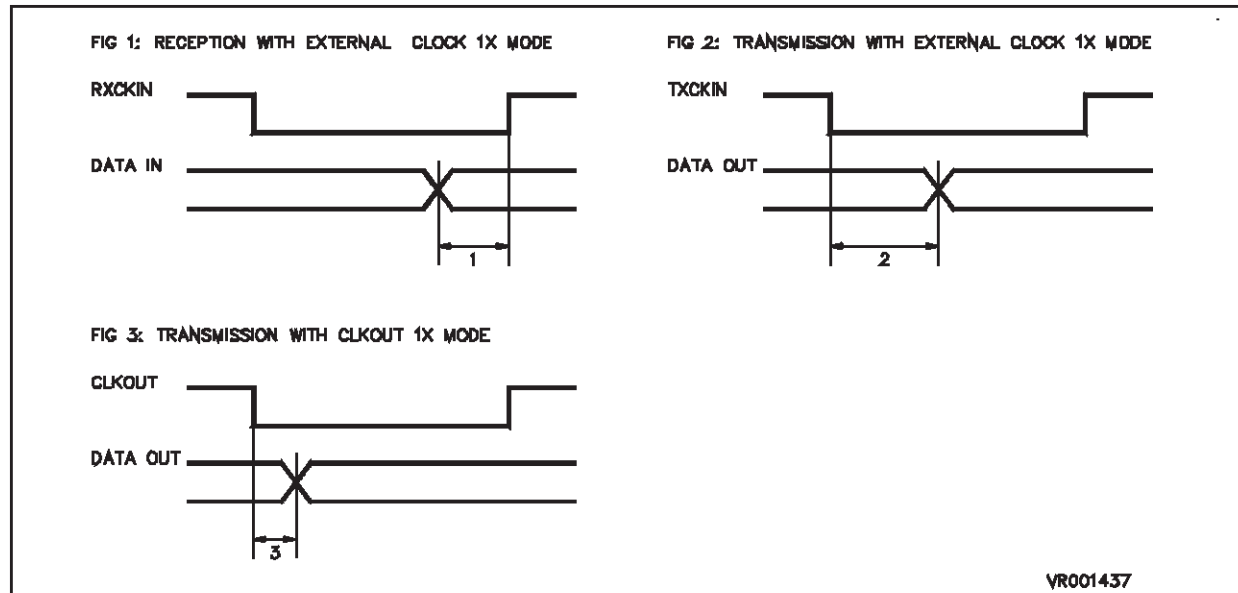 FIG 1: RECEPTION WITH EXTERNAL CLOCK 1X MODE
RXCKIN
DATA IN
1
FIG 2: TRANSMISSION WITH EXTERNAL CLOCK 1X MODE
TXCKIN
DATA OUT
2
FIG 3: TRANSMISSION WITH CLKOUT 1X MODE
CLKOUT
DATA OUT
3
VR001437